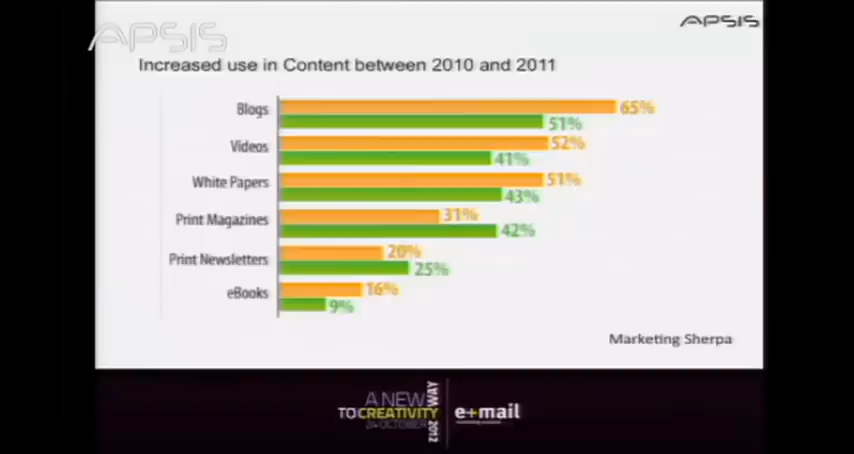 APSIS
APSIS
Increased use in Content between 2010 and 2011
Blogs
65%
51%
Videos
52%
41%
White Papers
51%
43%
Print Magazines
31%
42%
Print Newsletters
20%
25%
eBooks
16%
9%
Marketing Sherpa
A NEW
TO CREATIVITY
24 OCTOBER
WAY
2012
e+mail